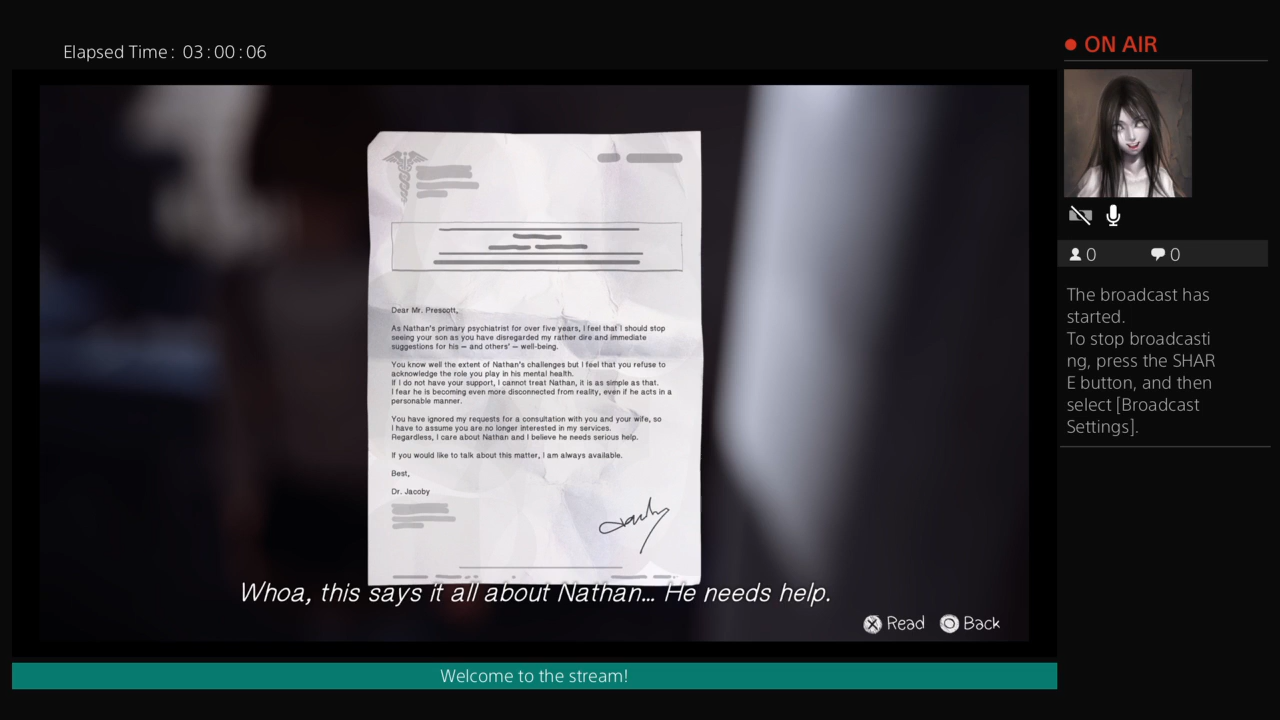 Elapsed Time: 03:00:06
ON AIR
0 0
The broadcast has
started.
To stop broadcasti
ng, press the SHAR
E button, and then
select [Broadcast
Settings].
Dear Mr. Prescott,
As Nathan's primary psychiatrist for over five years, I feel that I should stop
seeing your son as you have disregarded my rather dire and immediate
suggestions for his – and others' – well-being.
You know well the extent of Nathan's challenges but I feel that you refuse to
acknowledge the role you play in his mental health.
If I do not have your support, I cannot treat Nathan, it is as simple as that.
I fear he is becoming even more disconnected from reality, even if he acts in a
personable manner.
You have ignored my requests for a consultation with you and your wife, so
I have to assume you are no longer interested in my services.
Regardless, I care about Nathan and I believe he needs serious help.
If you would like to talk about this matter, I am always available.
Best,
Dr. Jacoby
Whoa, this says it all about Nathan... He needs help.
Read Back
Welcome to the stream!